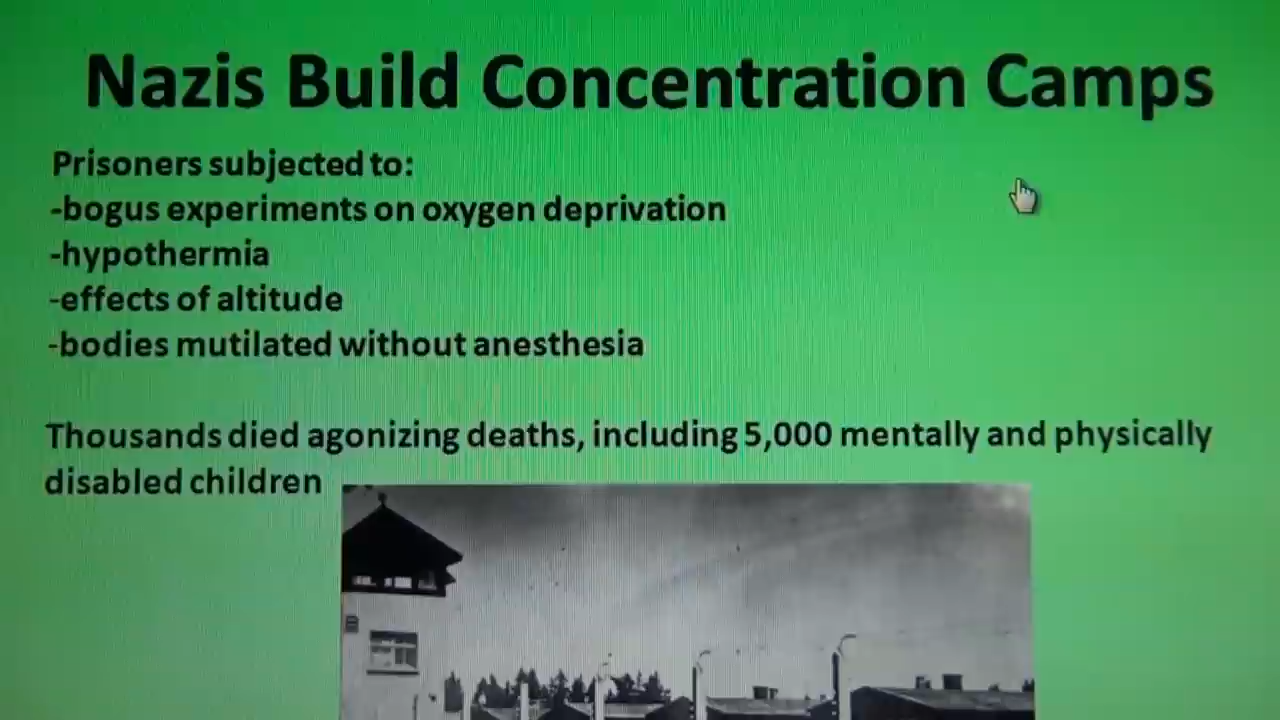 Nazis Build Concentration Camps
Prisoners subjected to:
-bogus experiments on oxygen deprivation
-hypothermia
-effects of altitude
-bodies mutilated without anesthesia
Thousands died agonizing deaths, including 5,000 mentally and physically
disabled children